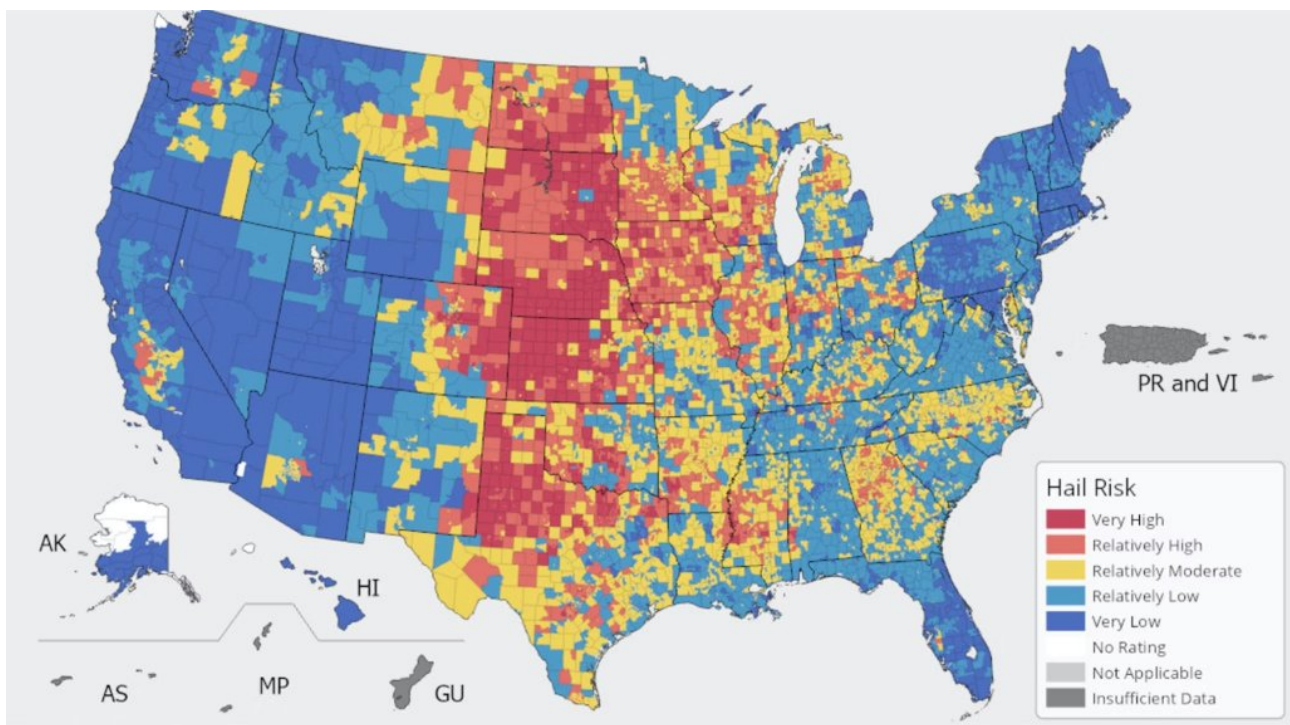 PR and VI
Hail Risk
Very High
Relatively High
Relatively Moderate
Relatively Low
Very Low
No Rating
Not Applicable
Insufficient Data
AK
HI
AS
MP
GU